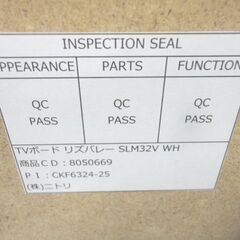 INSPECTION SEAL
APPEARANCE PARTS FUNCTION
QC PASS QC PASS QC PASS
TVボード リズバレー SLM32V WH
商品CD：8050669
PI：CKF6324-25
(株)ニトリ